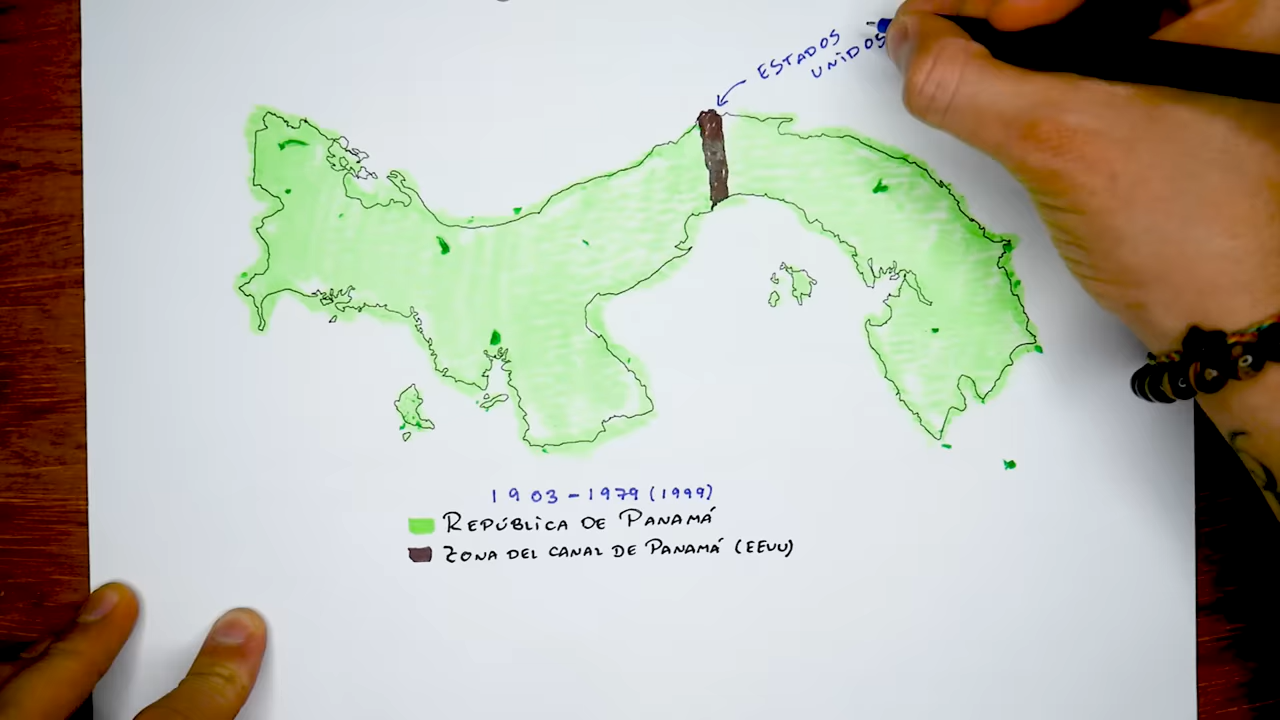 ESTADOS
UNIDOS
1903-1979 (1999)
REPÚBLICA DE PANAMÁ
ZONA DEL CANAL DE PANAMÁ (EEUU)